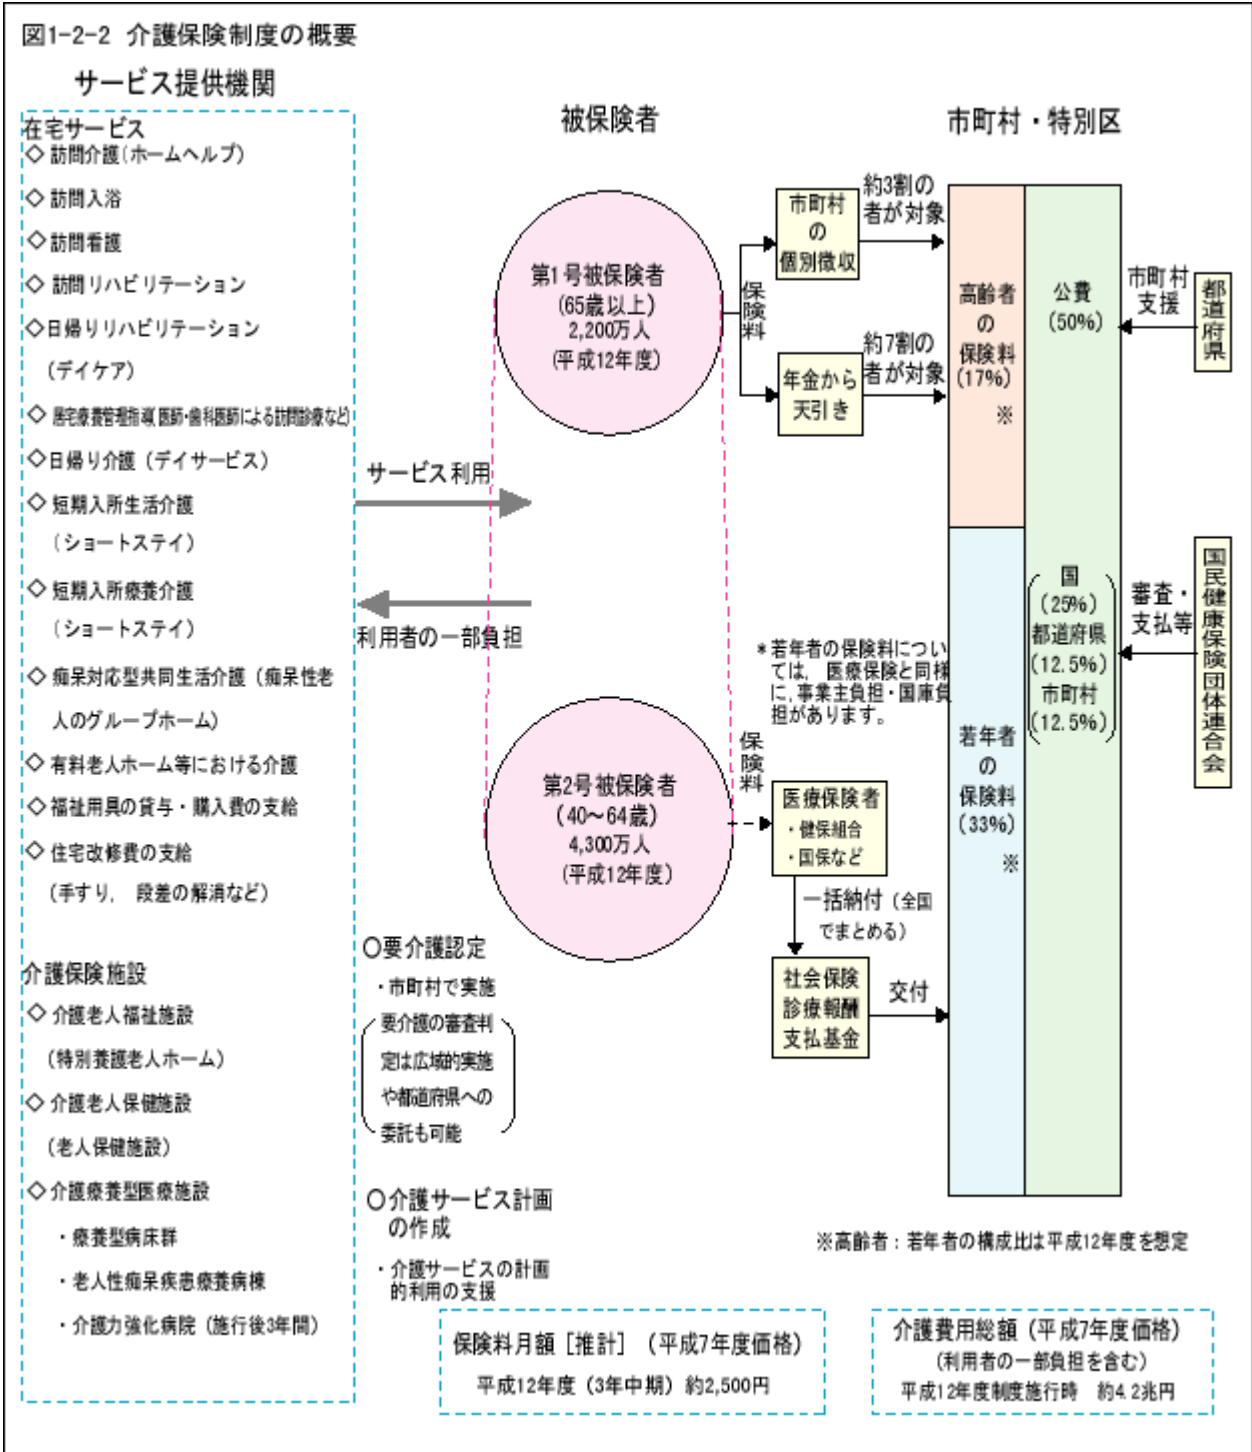 図1-2-2 介護保険制度の概要
サービス提供機関
在宅サービス
◇ 訪問介護(ホームヘルプ)
◇ 訪問入浴
◇ 訪問看護
◇ 訪問リハビリテーション
◇日帰りリハビリテーション
(デイケア)
◇ 居宅療養管理指導(医師・歯科医師による訪問診療など)
◇日帰り介護(デイサービス)
◇ 短期入所生活介護
(ショートステイ)
◇ 短期入所療養介護
(ショートステイ)
◇ 痴呆対応型共同生活介護(痴呆性老
人のグループホーム)
◇ 有料老人ホーム等における介護
◇ 福祉用具の貸与・購入費の支給
◇ 住宅改修費の支給
(手すり, 段差の解消など)
介護保険施設
◇ 介護老人福祉施設
(特別養護老人ホーム)
◇ 介護老人保健施設
(老人保健施設)
◇ 介護療養型医療施設
・療養型病床群
・老人性痴呆疾患療養病棟
・介護力強化病院(施行後3年間)
サービス利用
利用者の一部負担
被保険者
第1号被保険者
(65歳以上)
2,200万人
(平成12年度)
第2号被保険者
(40〜64歳)
4,300万人
(平成12年度)
○要介護認定
・市町村で実施
(要介護の審査判
定は広域的実施
や都道府県への
委託も可能)
○介護サービス計画
の作成
・介護サービスの計画
的利用の支援
保険料
市町村
の
個別徴収
約3割の
者が対象
年金から
天引き
約7割の
者が対象
*若年者の保険料につい
ては, 医療保険と同様
に,事業主負担・国庫負
担があります。
保険料
医療保険者
・健保組合
・国保など
一括納付(全国
でまとめる)
社会保険
診療報酬
支払基金
交付
市町村・特別区
高齢者
の
保険料
(17%)
※
若年者
の
保険料
(33%)
※
公費
(50%)
国
(25%)
都道府県
(12.5%)
市町村
(12.5%)
市町村
支援
都道府県
審査・
支払等
国民健康保険団体連合会
※高齢者:若年者の構成比は平成12年度を想定
保険料月額[推計](平成7年度価格)
平成12年度(3年中期)約2,500円
介護費用総額(平成7年度価格)
(利用者の一部負担を含む)
平成12年度制度施行時 約4.2兆円